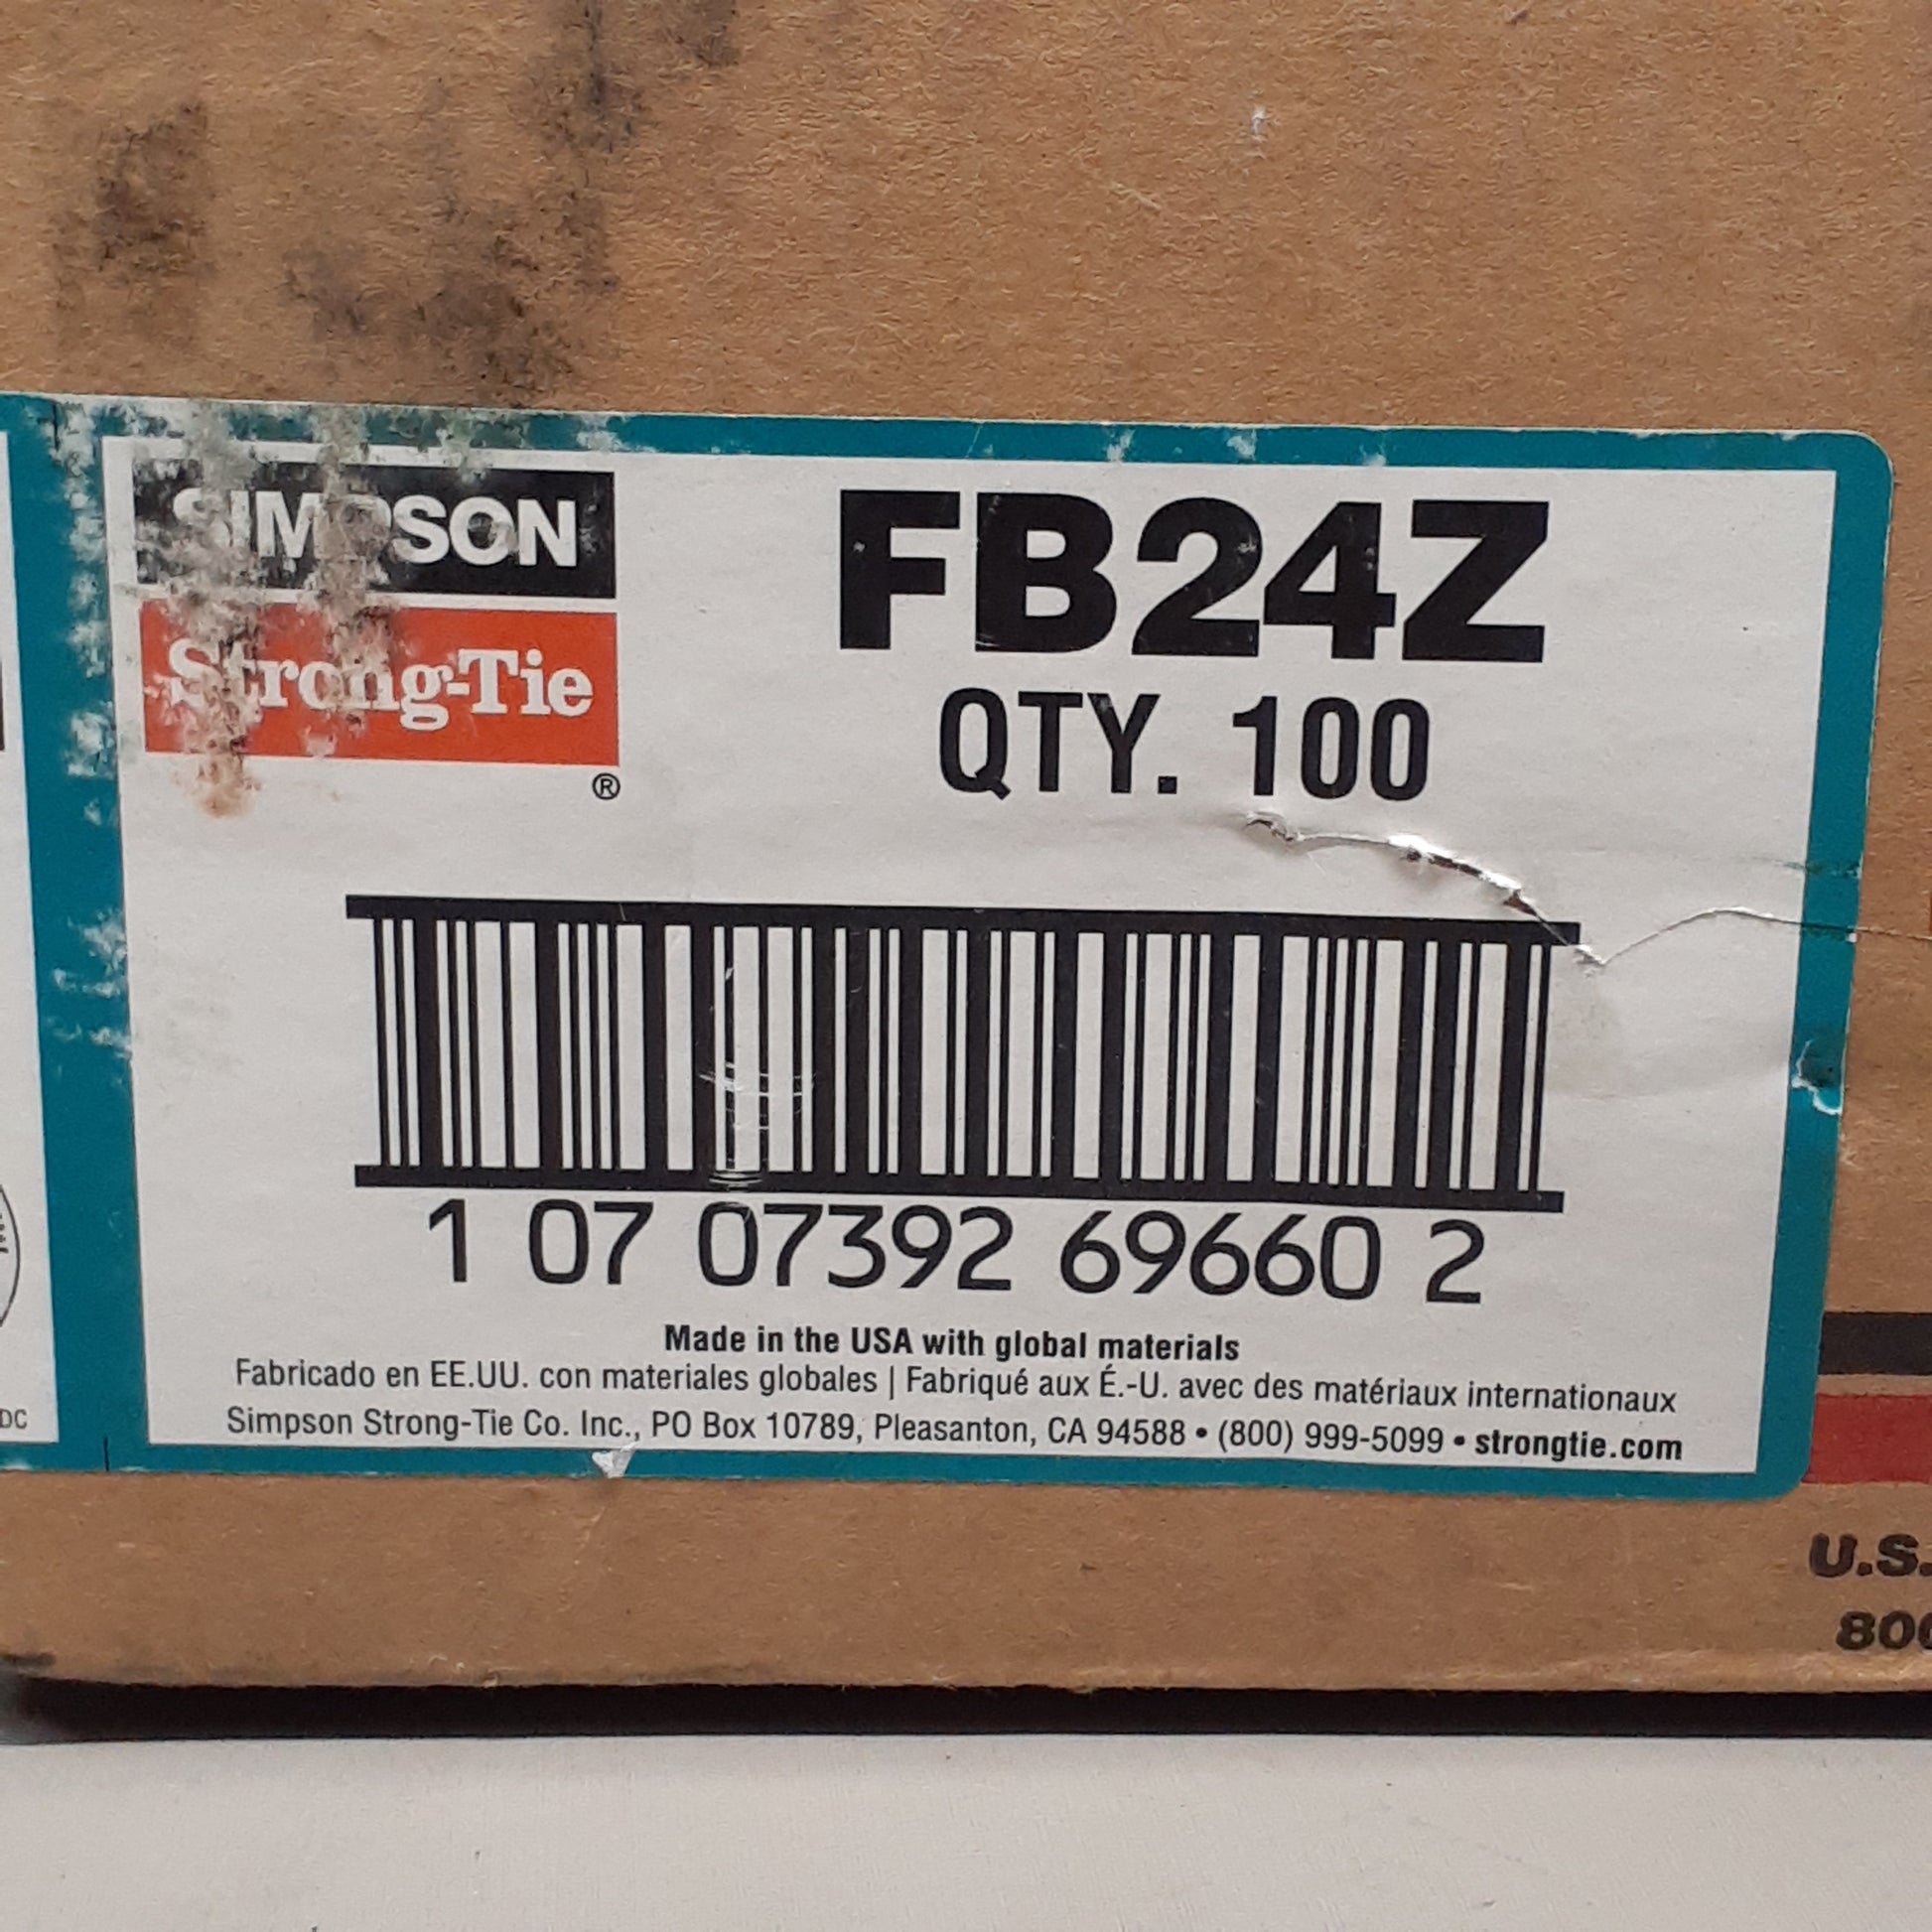 SIMPSON
Strong-Tie
®
FB24Z
QTY. 100
1 07 07392 69660 2
Made in the USA with global materials
Fabricado en EE.UU. con materiales globales | Fabriqué aux É.-U. avec des matériaux internationaux
Simpson Strong-Tie Co. Inc., PO Box 10789, Pleasanton, CA 94588 • (800) 999-5099 • strongtie.com
DC
U.S.